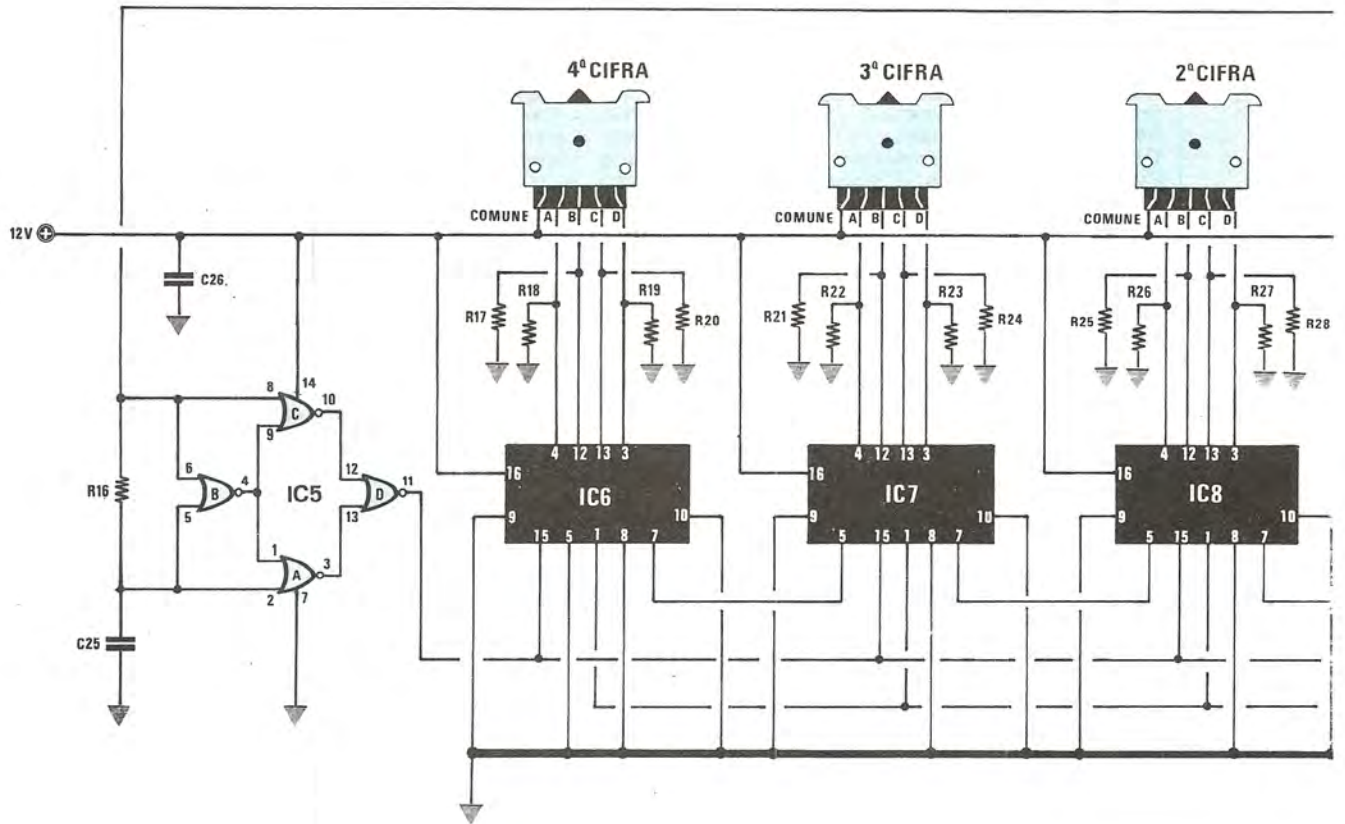 4ª CIFRA 3ª CIFRA 2ª CIFRA
COMUNE A B C D COMUNE A B C D COMUNE A B C D
12V
C26
R18 R19 R22 R23 R26 R27
R17 R20 R21 R24 R25 R28
8 14 10
C
9
4 12 13 3 4 12 13 3 4 12 13 3
16 16 16
6 12
R16 B 4 IC5 D 11 IC6 IC7 IC8
5 13 9 10 9 10 9 10
1 15 5 1 8 7 5 15 1 8 7 5 15 1 8 7
A 3
2 7
C25